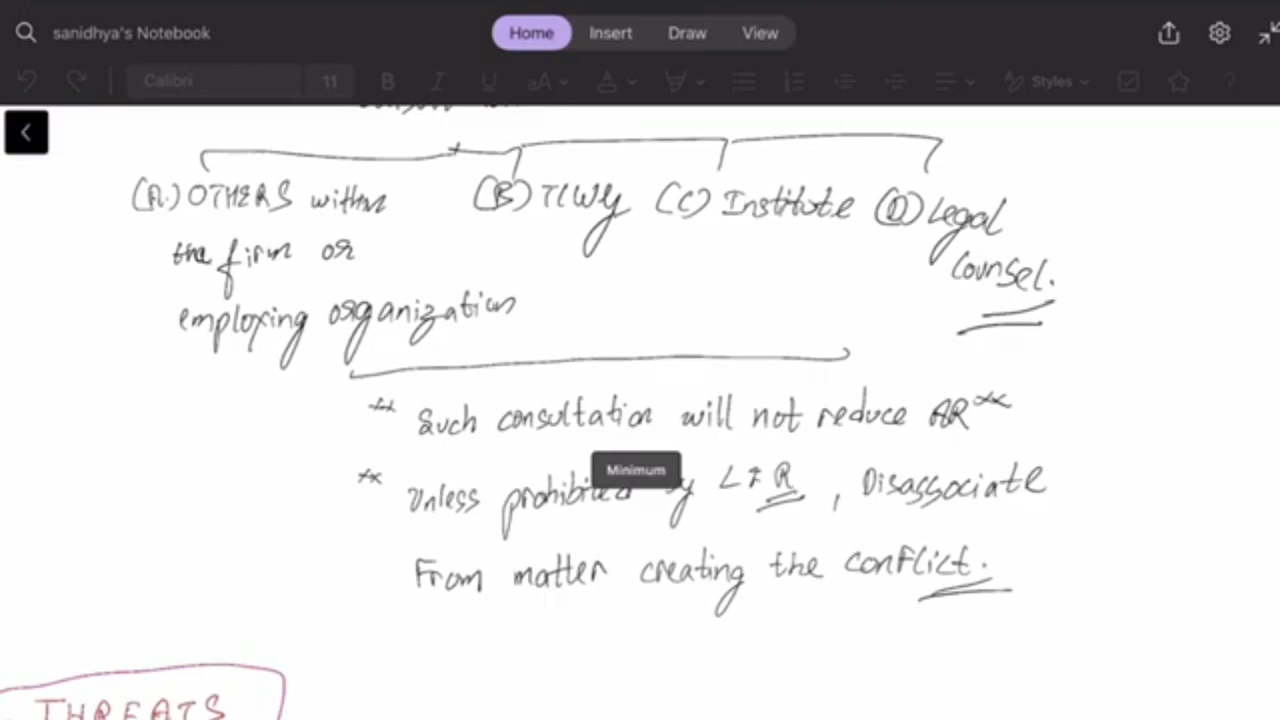 sanidhya's Notebook
Home Insert Draw View
Calibri 11 B I U aA A Styles
(A.) OTHERS within (B) TCWG (C) Institute (D) Legal
the firm or Counsel.
employing organization
** Such consultation will not reduce **
** Unless prohibited by L & R, Disassociate
Minimum
From matter creating the conflict.
THREATS